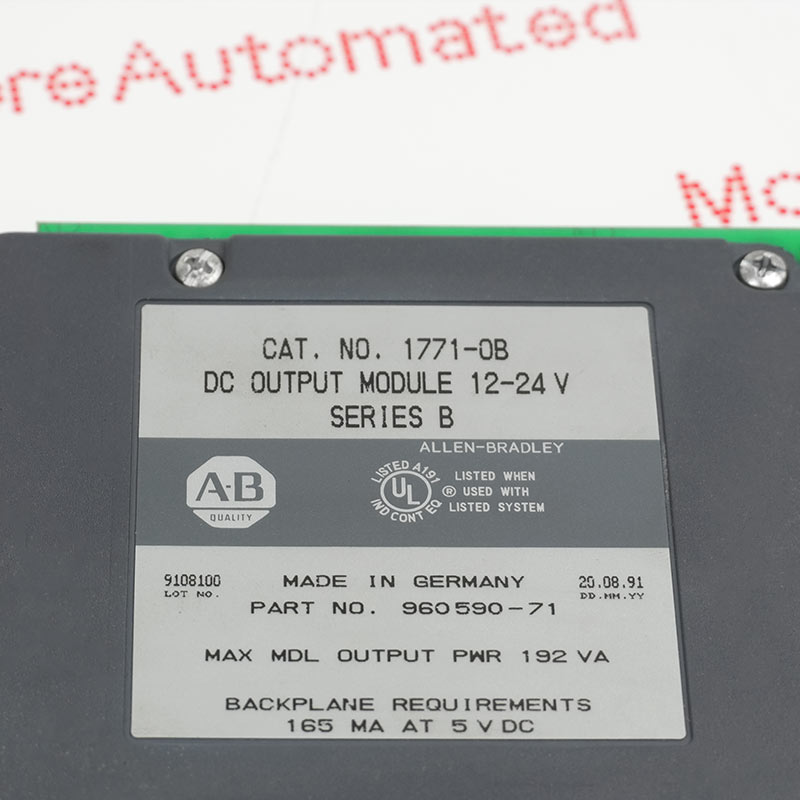 re Automated
Mo
CAT. NO. 1771-OB
DC OUTPUT MODULE 12-24 V
SERIES B
ALLEN-BRADLEY
A-B
QUALITY
LISTED A191
UL
IND CONT EQ
®
LISTED WHEN
USED WITH
LISTED SYSTEM
9108100
LOT NO.
MADE IN GERMANY
20.08.91
DD.MM.YY
PART NO. 960590-71
MAX MDL OUTPUT PWR 192 VA
BACKPLANE REQUIREMENTS
165 MA AT 5 V DC